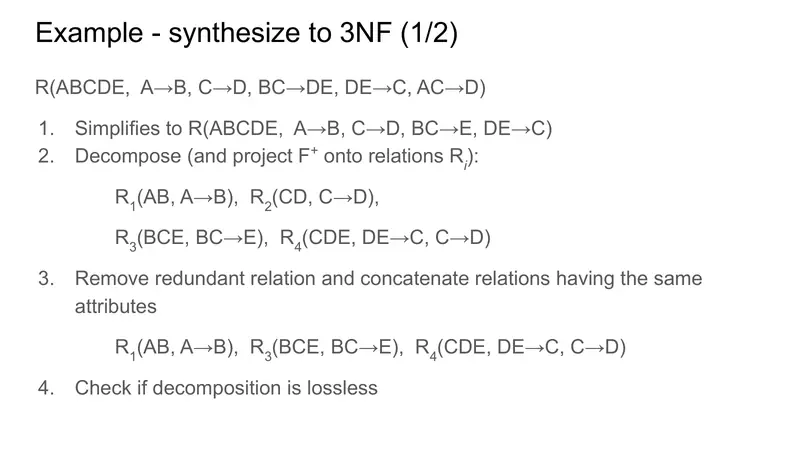 Example - synthesize to 3NF (1/2)
R(ABCDE,  A→B, C→D, BC→DE, DE→C, AC→D)
1. Simplifies to R(ABCDE,  A→B, C→D, BC→E, DE→C)
2. Decompose (and project F⁺ onto relations Rᵢ):
R₁(AB, A→B),  R₂(CD, C→D),
R₃(BCE, BC→E),  R₄(CDE, DE→C, C→D)
3. Remove redundant relation and concatenate relations having the same
attributes
R₁(AB, A→B),  R₃(BCE, BC→E),  R₄(CDE, DE→C, C→D)
4. Check if decomposition is lossless